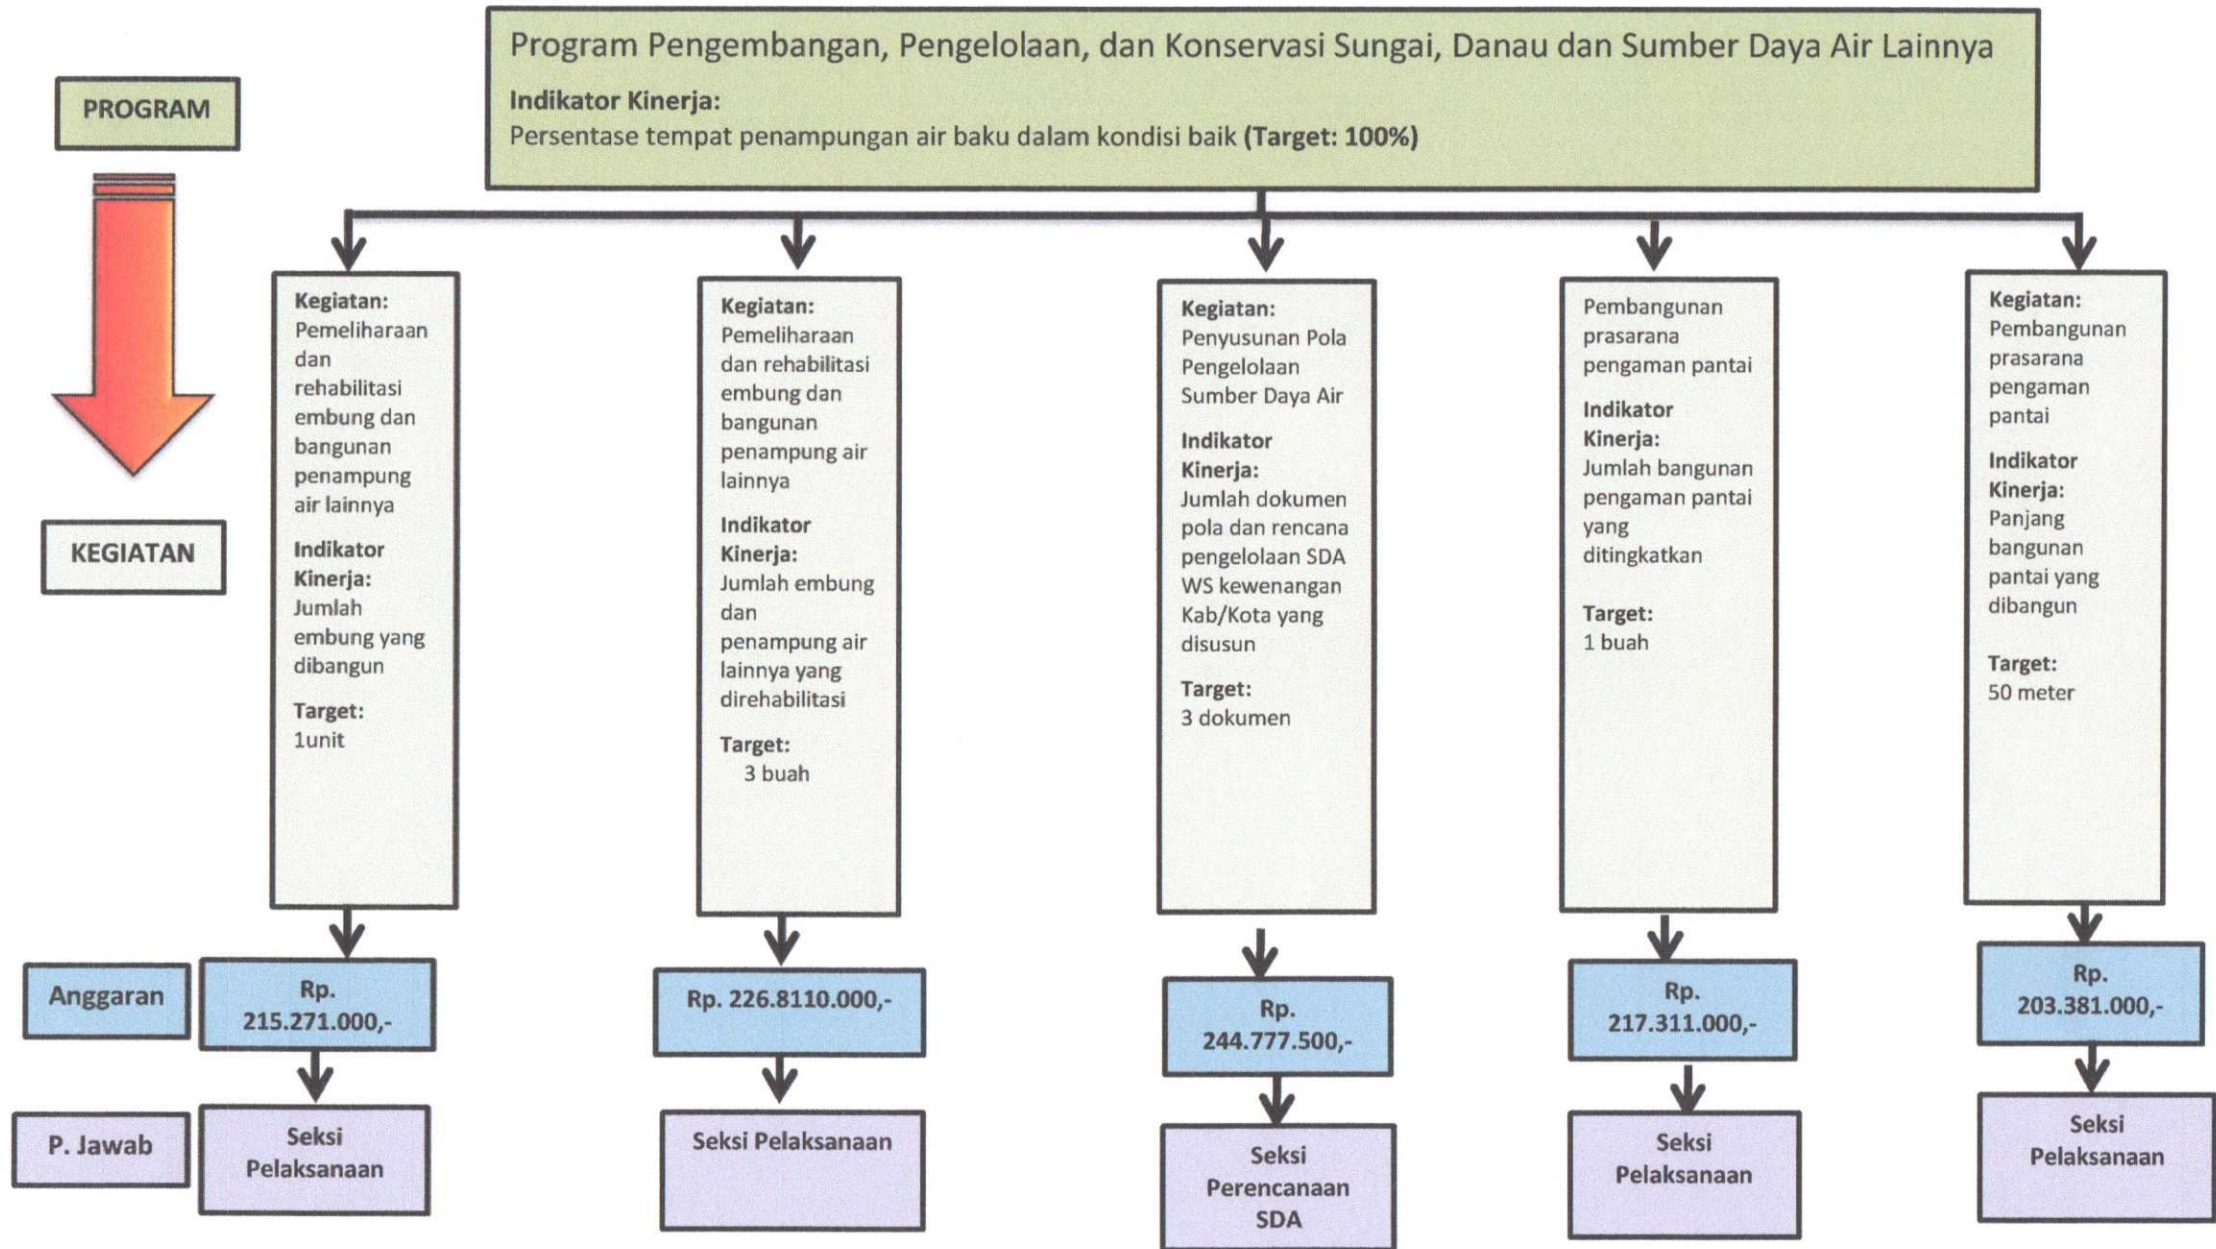 Program Pengembangan, Pengelolaan, dan Konservasi Sungai, Danau dan Sumber Daya Air Lainnya
Indikator Kinerja:
Persentase tempat penampungan air baku dalam kondisi baik (Target: 100%)
PROGRAM
KEGIATAN
Kegiatan:
Pemeliharaan
dan
rehabilitasi
embung dan
bangunan
penampung
air lainnya
Indikator
Kinerja:
Jumlah
embung yang
dibangun
Target:
1unit
Kegiatan:
Pemeliharaan
dan rehabilitasi
embung dan
bangunan
penampung air
lainnya
Indikator
Kinerja:
Jumlah embung
dan
penampung air
lainnya yang
direhabilitasi
Target:
3 buah
Kegiatan:
Penyusunan Pola
Pengelolaan
Sumber Daya Air
Indikator
Kinerja:
Jumlah dokumen
pola dan rencana
pengelolaan SDA
WS kewenangan
Kab/Kota yang
disusun
Target:
3 dokumen
Pembangunan
prasarana
pengaman pantai
Indikator
Kinerja:
Jumlah bangunan
pengaman pantai
yang
ditingkatkan
Target:
1 buah
Kegiatan:
Pembangunan
prasarana
pengaman
pantai
Indikator
Kinerja:
Panjang
bangunan
pantai yang
dibangun
Target:
50 meter
Anggaran
Rp.
215.271.000,-
Rp. 226.8110.000,-
Rp.
244.777.500,-
Rp.
217.311.000,-
Rp.
203.381.000,-
P. Jawab
Seksi
Pelaksanaan
Seksi Pelaksanaan
Seksi
Perencanaan
SDA
Seksi
Pelaksanaan
Seksi
Pelaksanaan